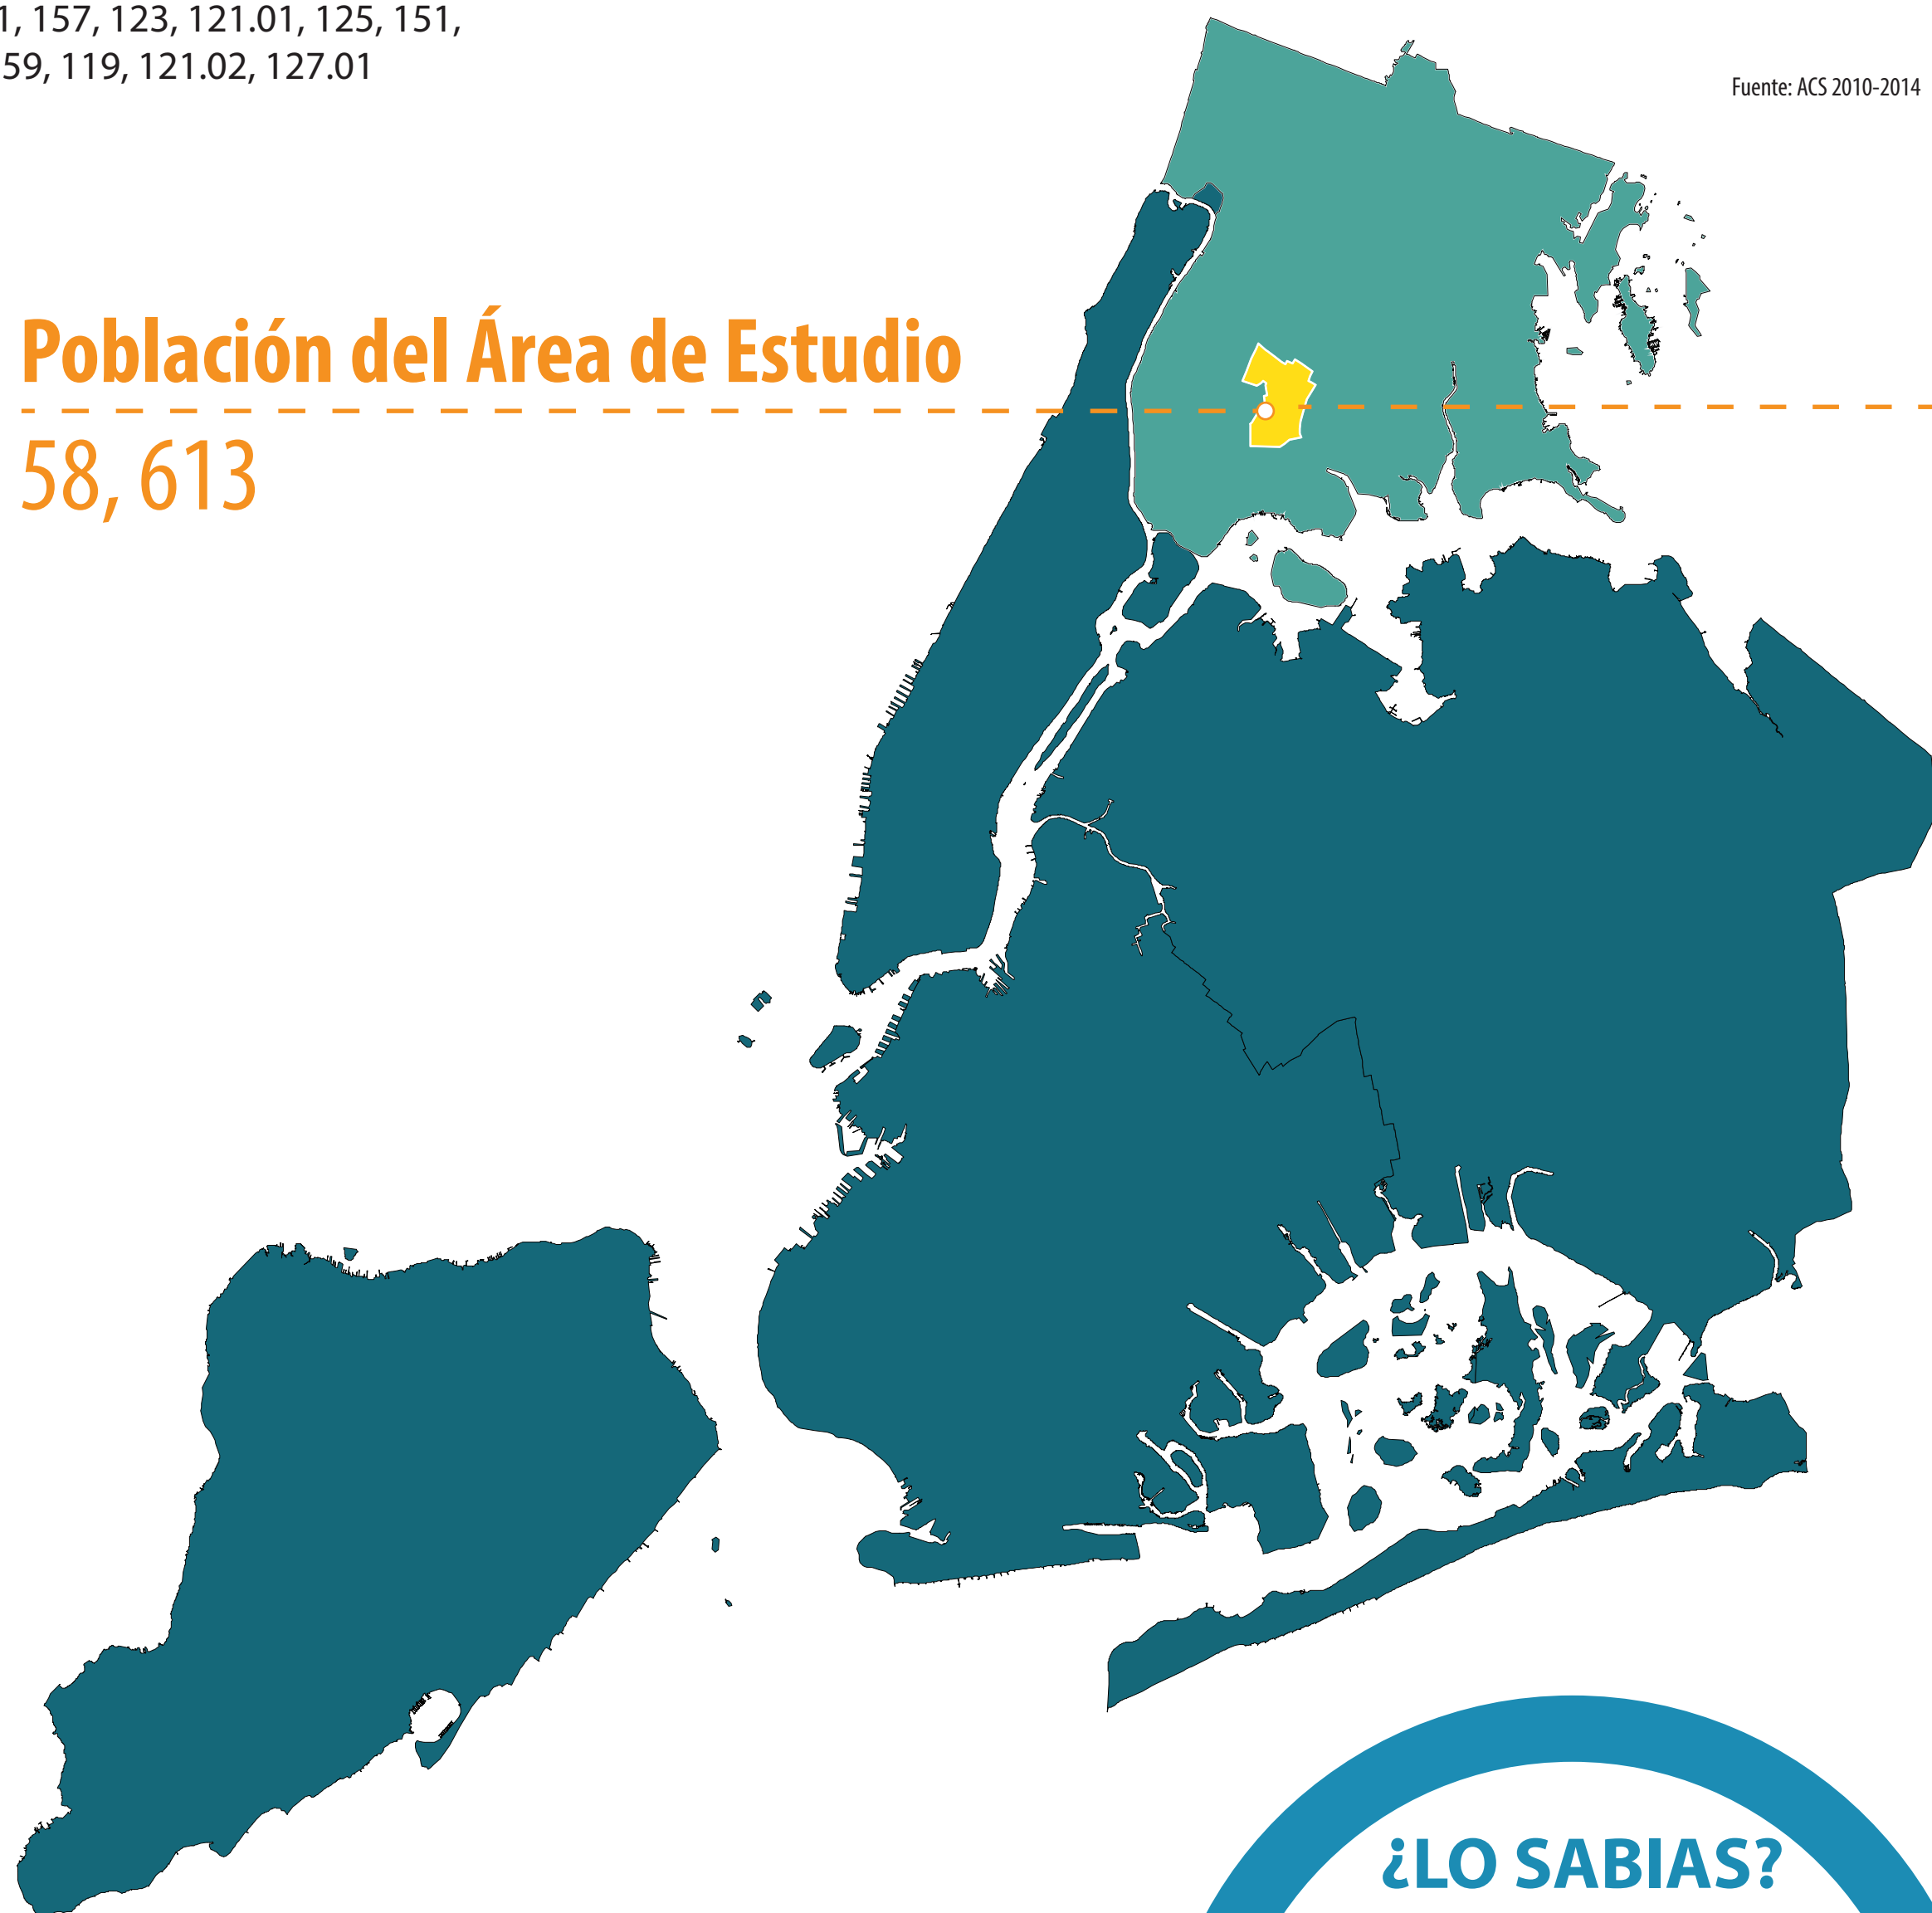 1, 157, 123, 121.01, 125, 151,
59, 119, 121.02, 127.01
Fuente: ACS 2010-2014
Población del Área de Estudio
58, 613
¿LO SABIAS?